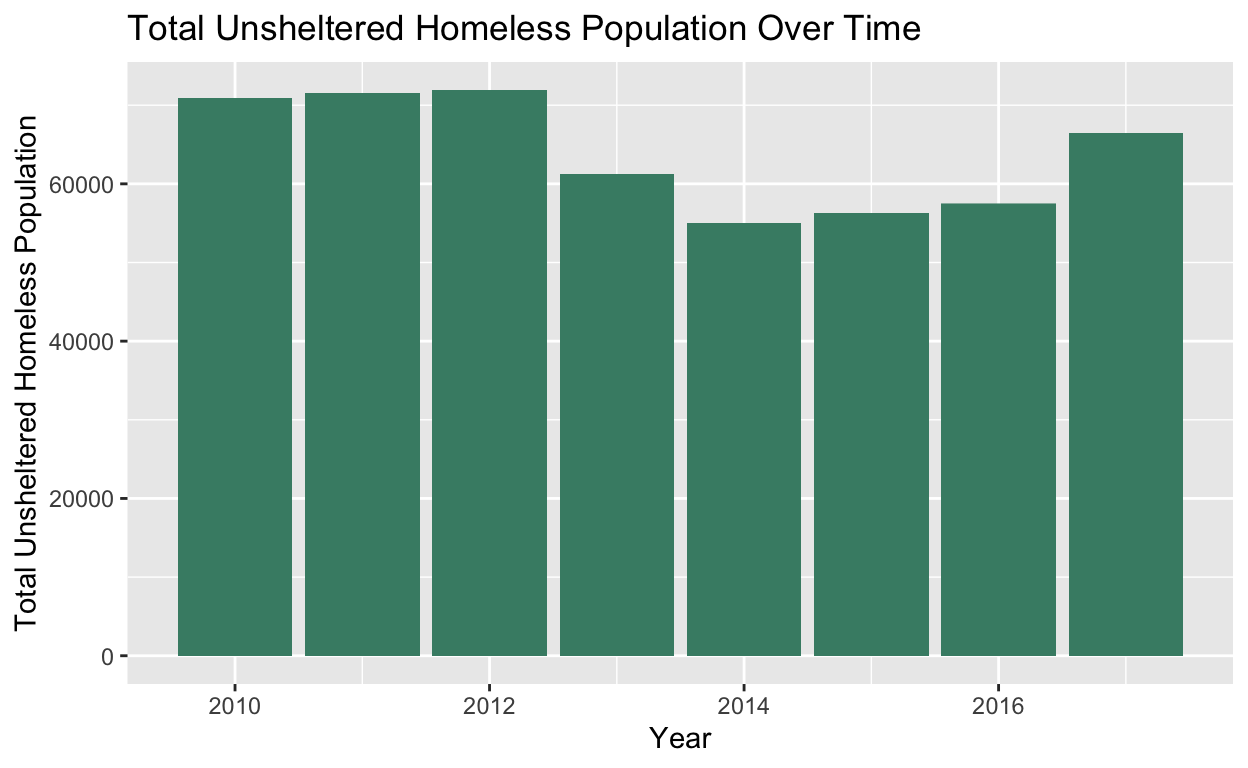 Total Unsheltered Homeless Population Over Time
Total Unsheltered Homeless Population
60000
40000
20000
0
2010
2012
2014
2016
Year